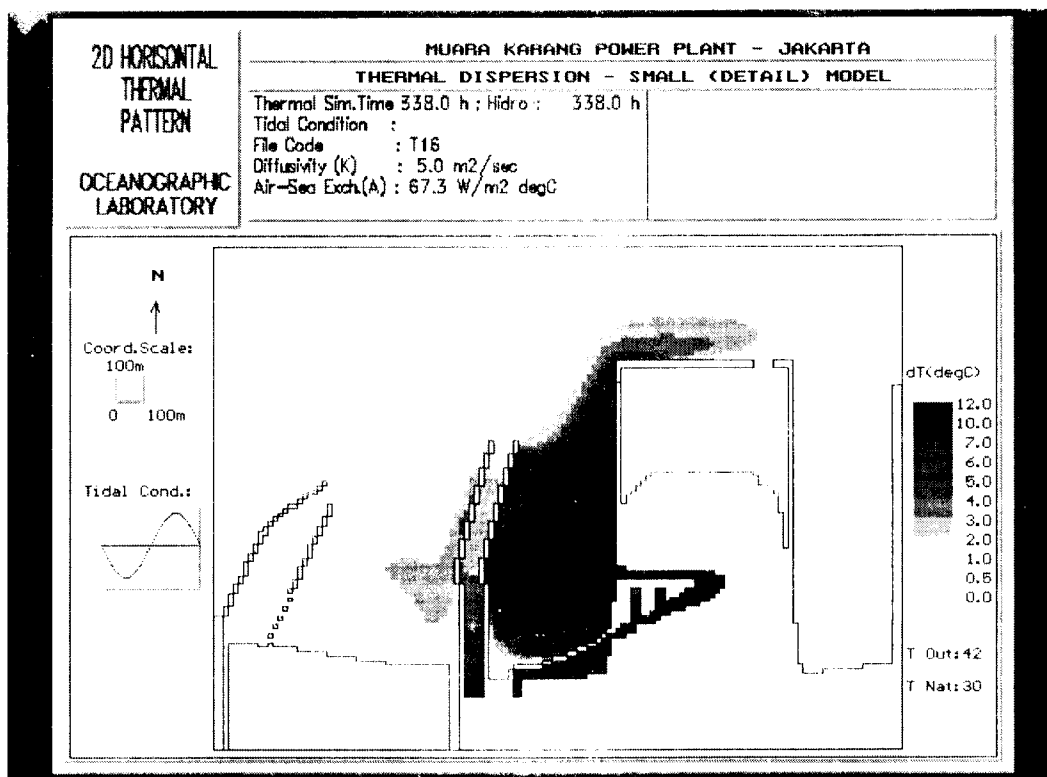 2D HORISONTAL
THERMAL
PATTERN
OCEANOGRAPHIC
LABORATORY
MUARA KARANG POWER PLANT - JAKARTA
THERMAL DISPERSION - SMALL (DETAIL) MODEL
Thermal Sim.Time 338.0 h ; Hidro : 338.0 h
Tidal Condition :
File Code : T16
Diffusivity (K) : 5.0 m2/sec
Air-Sea Exch.(A) : 67.3 W/m2 degC
N
Coord.Scale:
100m
0 100m
Tidal Cond.:
dT(degC)
12.0
10.0
7.0
6.0
5.0
4.0
3.0
2.0
1.0
0.5
0.0
T Out:42
T Nat:30